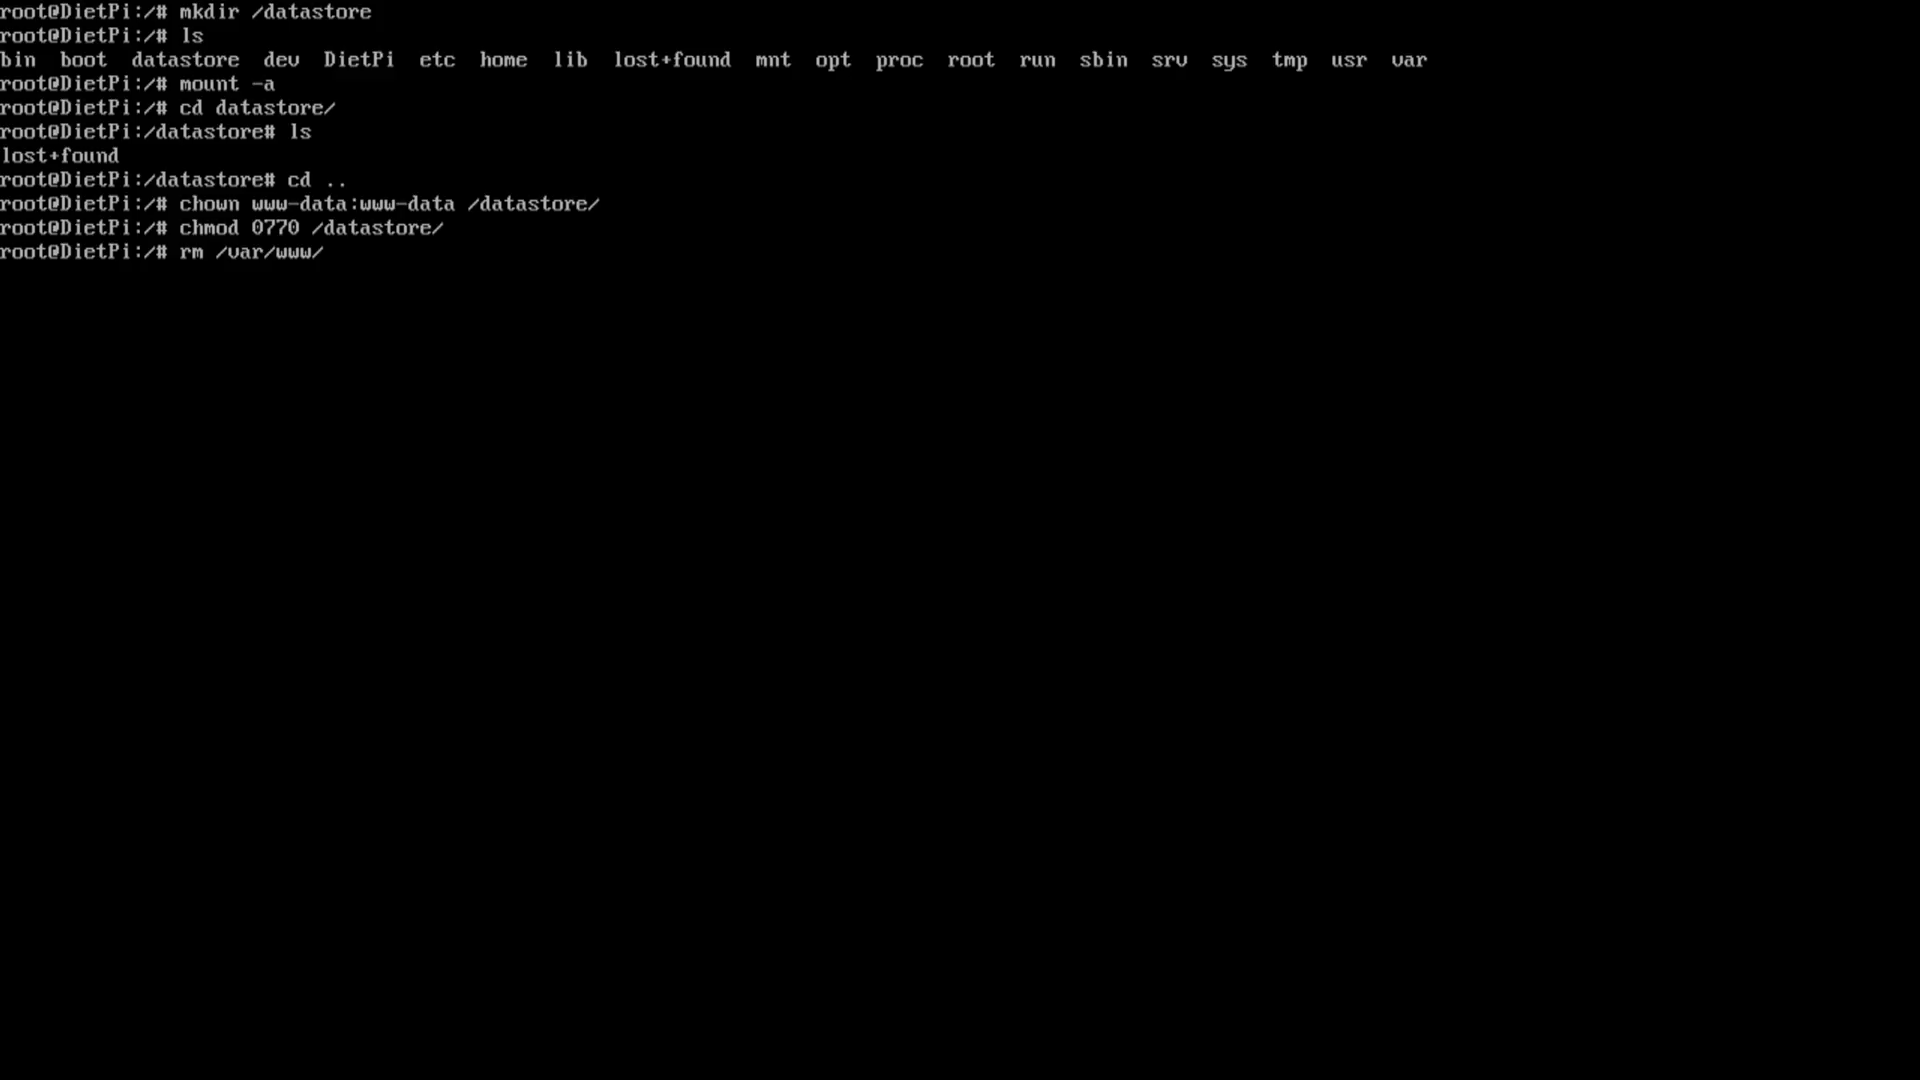 root@DietPi:/# mkdir /datastore
root@DietPi:/# ls
bin  boot  datastore  dev  DietPi  etc  home  lib  lost+found  mnt  opt  proc  root  run  sbin  srv  sys  tmp  usr  var
root@DietPi:/# mount -a
root@DietPi:/# cd datastore/
root@DietPi:/datastore# ls
lost+found
root@DietPi:/datastore# cd ..
root@DietPi:/# chown www-data:www-data /datastore/
root@DietPi:/# chmod 0770 /datastore/
root@DietPi:/# rm /var/www/